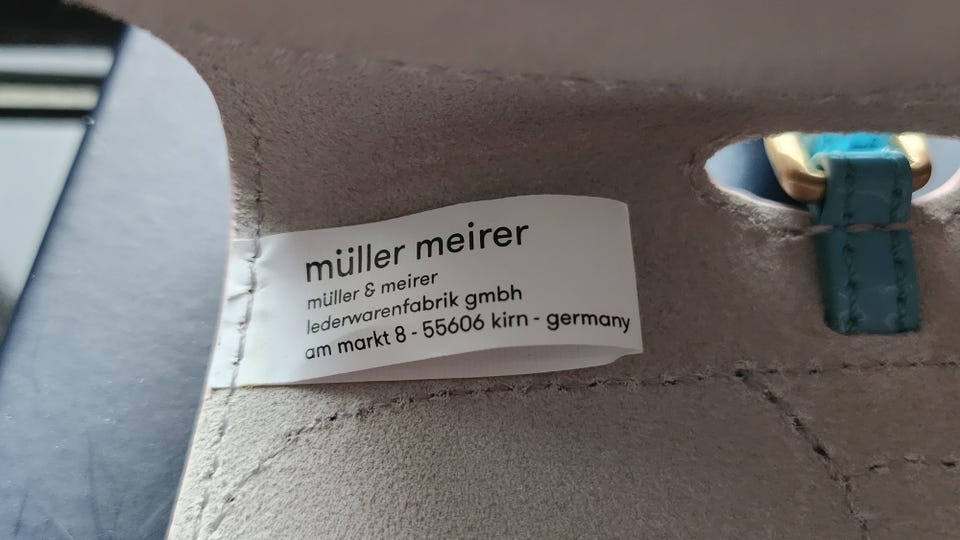 müller meirer
müller & meirer
lederwarenfabrik gmbh
am markt 8 - 55606 kirn - germany